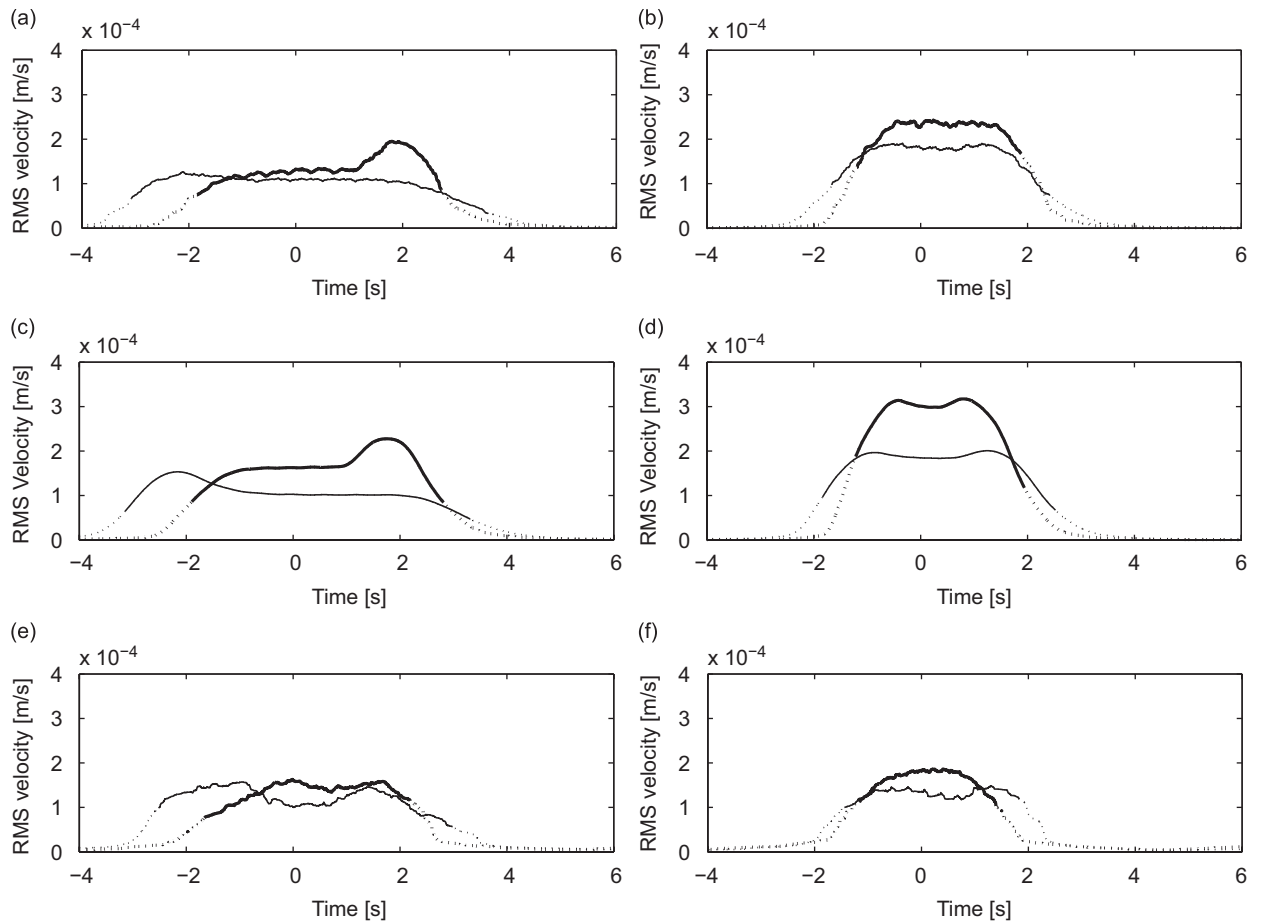 (a)
x 10−4
RMS velocity [m/s]
4
3
2
1
0
−4 −2 0 2 4 6
Time [s]
(b)
x 10−4
RMS velocity [m/s]
4
3
2
1
0
−4 −2 0 2 4 6
Time [s]
(c)
x 10−4
RMS Velocity [m/s]
4
3
2
1
0
−4 −2 0 2 4 6
Time [s]
(d)
x 10−4
RMS Velocity [m/s]
4
3
2
1
0
−4 −2 0 2 4 6
Time [s]
(e)
x 10−4
RMS velocity [m/s]
4
3
2
1
0
−4 −2 0 2 4 6
Time [s]
(f)
x 10−4
RMS velocity [m/s]
4
3
2
1
0
−4 −2 0 2 4 6
Time [s]